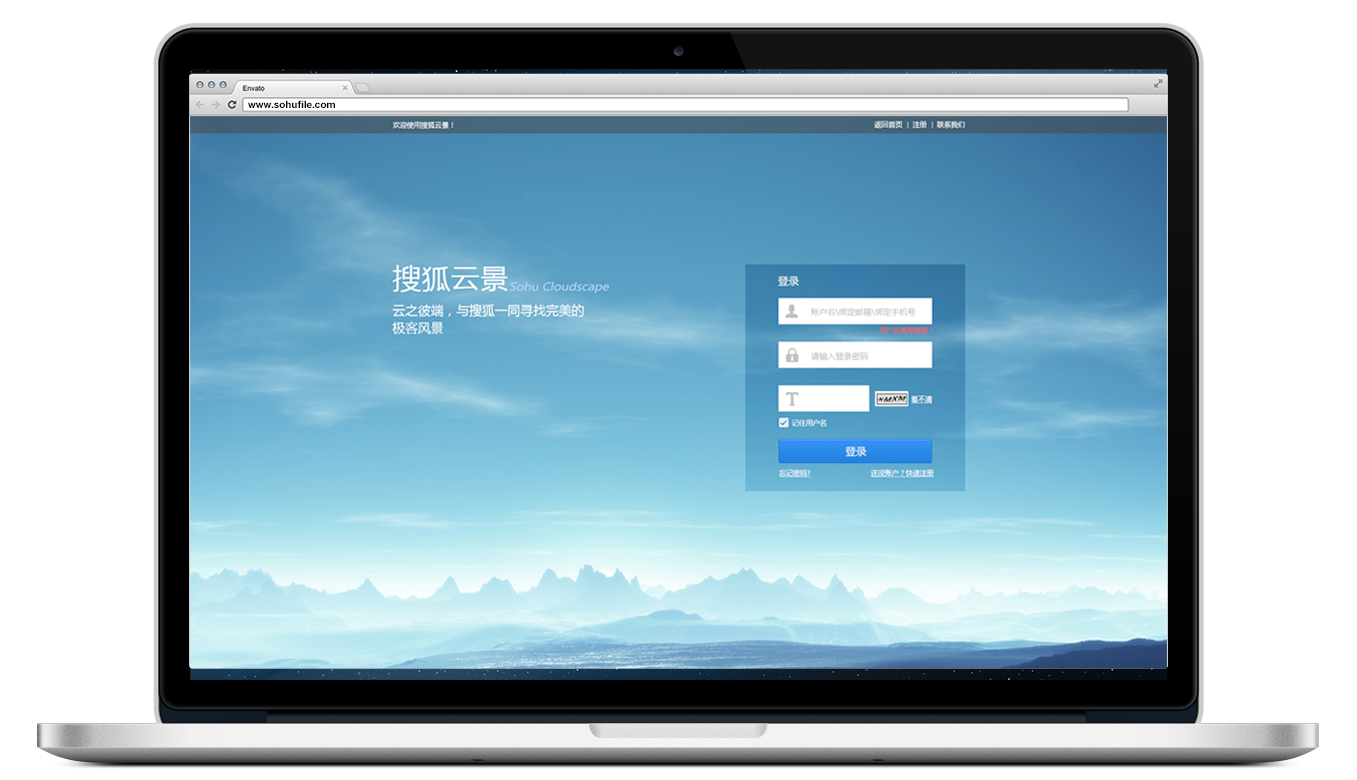 Envato
www.sohufile.com
欢迎使用搜狐云景！
返回首页 | 注册 | 联系我们
搜狐云景 Sohu Cloudscape
云之彼端，与搜狐一同寻找完美的
极客风景
登录
账户名\绑定邮箱\绑定手机号
请输入登录密码
T
MXM 看不清
记住用户名
登录
忘记密码?
还没账户？快速注册